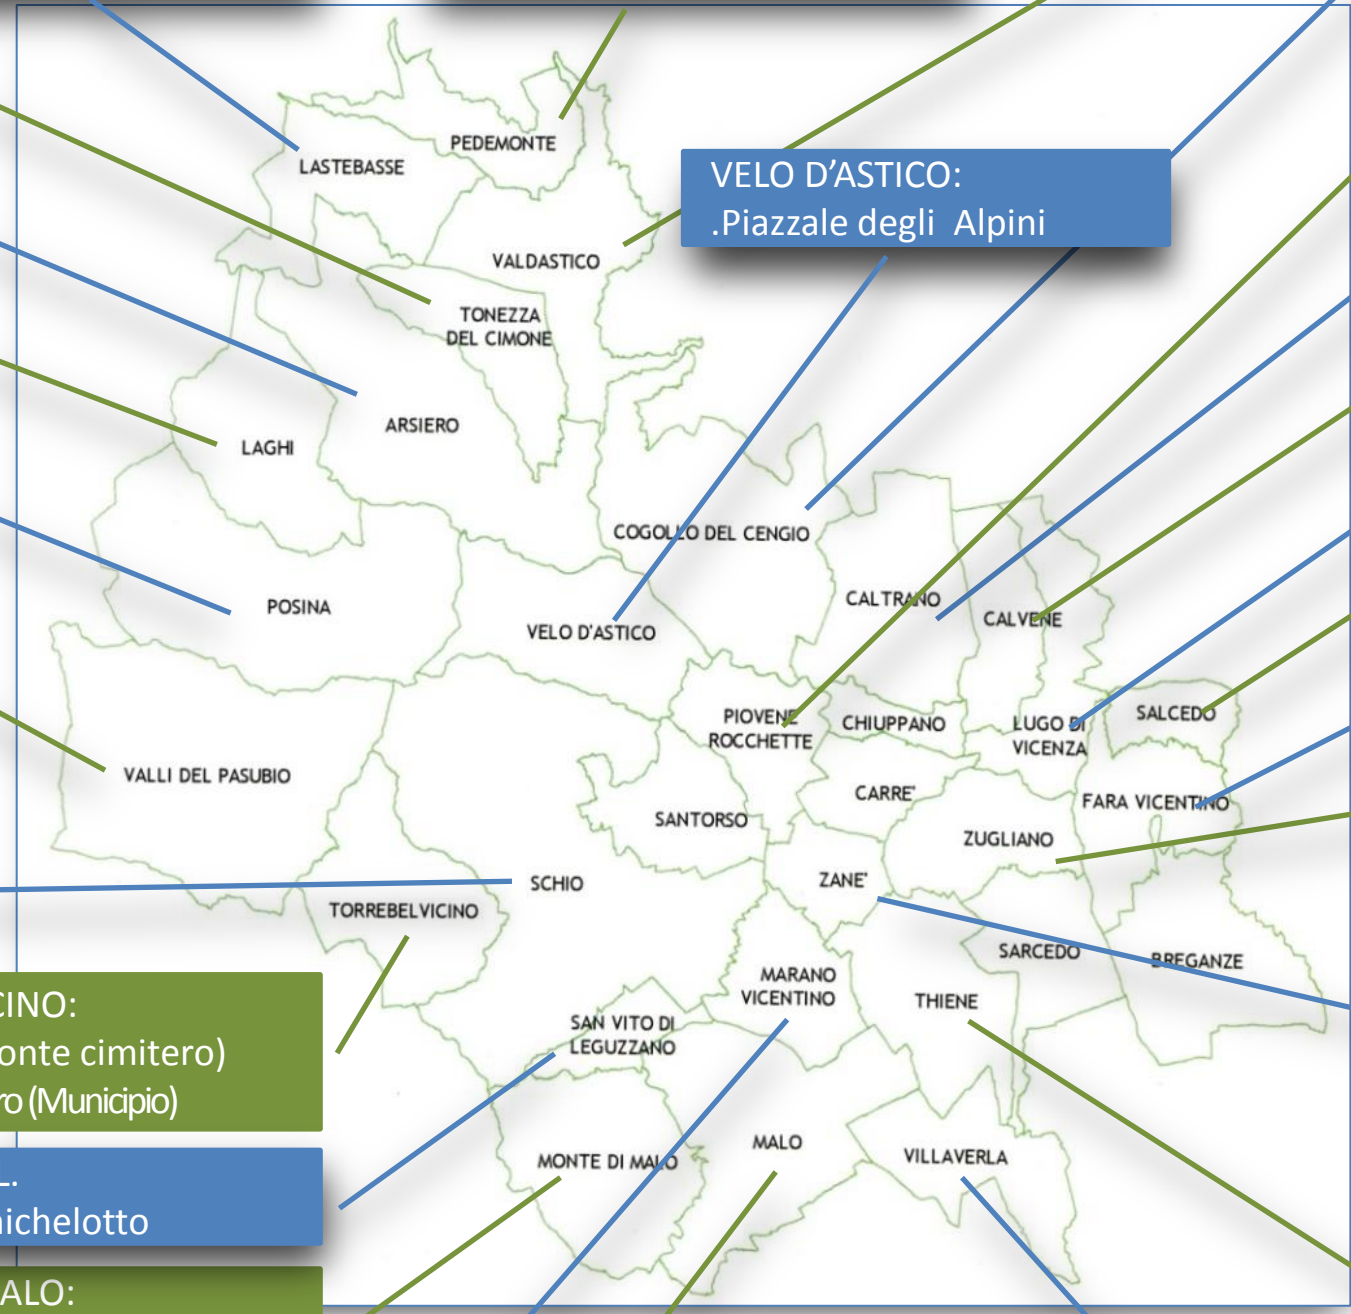 PEDEMONTE
LASTEBASSE
VELO D'ASTICO:
.Piazzale degli Alpini
VALDASTICO
TONEZZA
DEL CIMONE
ARSIERO
LAGHI
COGOLLO DEL CENGIO
CALTRANO
POSINA
CALVENE
VELO D'ASTICO
SALCEDO
PIOVENE
ROCCHETTE
CHIUPPANO
LUGO DI
VICENZA
VALLI DEL PASUBIO
CARRE'
FARA VICENTINO
SANTORSO
ZUGLIANO
ZANE'
SCHIO
TORREBELVICINO
SARCEDO
BREGANZE
MARANO
VICENTINO
THIENE
CINO:
onte cimitero)
ro (Municipio)
SAN VITO DI
LEGUZZANO
MALO
VILLAVERLA
MONTE DI MALO
L.
ichelotto
ALO: